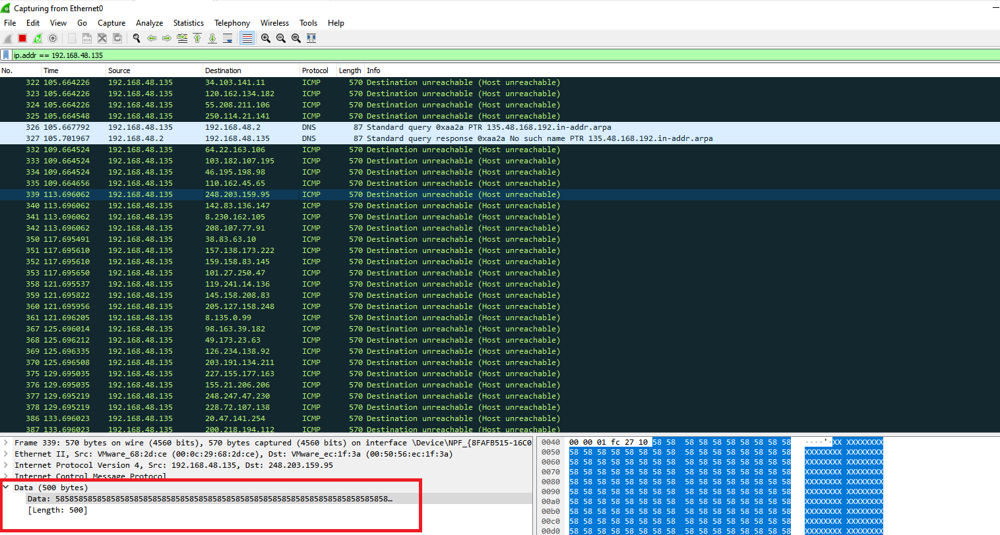 Capturing from Ethernet0
File Edit View Go Capture Analyze Statistics Telephony Wireless Tools Help
ip.addr == 192.168.48.135
No. Time Source Destination Protocol Length Info
322 105.664226 192.168.48.135 34.103.141.11 ICMP 570 Destination unreachable (Host unreachable)
323 105.664226 192.168.48.135 120.162.134.182 ICMP 570 Destination unreachable (Host unreachable)
324 105.664226 192.168.48.135 55.208.211.106 ICMP 570 Destination unreachable (Host unreachable)
325 105.664548 192.168.48.135 250.114.21.141 ICMP 570 Destination unreachable (Host unreachable)
326 105.667792 192.168.48.135 192.168.48.2 DNS 87 Standard query 0xaa2a PTR 135.48.168.192.in-addr.arpa
327 105.701967 192.168.48.2 192.168.48.135 DNS 87 Standard query response 0xaa2a No such name PTR 135.48.168.192.in-addr.arpa
332 109.664524 192.168.48.135 64.22.163.106 ICMP 570 Destination unreachable (Host unreachable)
333 109.664524 192.168.48.135 103.182.107.195 ICMP 570 Destination unreachable (Host unreachable)
334 109.664524 192.168.48.135 46.195.198.98 ICMP 570 Destination unreachable (Host unreachable)
335 109.664656 192.168.48.135 110.162.45.65 ICMP 570 Destination unreachable (Host unreachable)
339 113.696062 192.168.48.135 248.203.159.95 ICMP 570 Destination unreachable (Host unreachable)
340 113.696062 192.168.48.135 142.83.136.147 ICMP 570 Destination unreachable (Host unreachable)
341 113.696062 192.168.48.135 8.230.162.105 ICMP 570 Destination unreachable (Host unreachable)
342 113.696062 192.168.48.135 208.107.77.91 ICMP 570 Destination unreachable (Host unreachable)
350 117.695491 192.168.48.135 38.83.63.10 ICMP 570 Destination unreachable (Host unreachable)
351 117.695610 192.168.48.135 157.138.173.222 ICMP 570 Destination unreachable (Host unreachable)
352 117.695610 192.168.48.135 159.158.83.145 ICMP 570 Destination unreachable (Host unreachable)
353 117.695650 192.168.48.135 101.27.250.47 ICMP 570 Destination unreachable (Host unreachable)
358 121.695537 192.168.48.135 119.241.14.136 ICMP 570 Destination unreachable (Host unreachable)
359 121.695822 192.168.48.135 145.158.208.83 ICMP 570 Destination unreachable (Host unreachable)
360 121.695956 192.168.48.135 205.127.158.248 ICMP 570 Destination unreachable (Host unreachable)
361 121.696205 192.168.48.135 8.135.0.99 ICMP 570 Destination unreachable (Host unreachable)
367 125.696014 192.168.48.135 98.163.39.182 ICMP 570 Destination unreachable (Host unreachable)
368 125.696212 192.168.48.135 49.173.23.63 ICMP 570 Destination unreachable (Host unreachable)
369 125.696335 192.168.48.135 126.234.138.92 ICMP 570 Destination unreachable (Host unreachable)
370 125.696508 192.168.48.135 203.191.134.211 ICMP 570 Destination unreachable (Host unreachable)
375 129.695035 192.168.48.135 227.155.177.163 ICMP 570 Destination unreachable (Host unreachable)
376 129.695035 192.168.48.135 155.21.206.206 ICMP 570 Destination unreachable (Host unreachable)
377 129.695219 192.168.48.135 248.247.47.230 ICMP 570 Destination unreachable (Host unreachable)
378 129.695219 192.168.48.135 228.72.107.138 ICMP 570 Destination unreachable (Host unreachable)
386 133.696023 192.168.48.135 20.47.141.254 ICMP 570 Destination unreachable (Host unreachable)
387 133.696023 192.168.48.135 200.218.194.112 ICMP 570 Destination unreachable (Host unreachable)
Frame 339: 570 bytes on wire (4560 bits), 570 bytes captured (4560 bits) on interface \Device\NPF_{8FAFB515-16C0
Ethernet II, Src: VMware_68:2d:ce (00:0c:29:68:2d:ce), Dst: VMware_ec:1f:3a (00:50:56:ec:1f:3a)
Internet Protocol Version 4, Src: 192.168.48.135, Dst: 248.203.159.95
Internet Control Message Protocol
Data (500 bytes)
Data: 585858585858585858585858585858585858585858585858585858585858585858585858…
[Length: 500]
0040 00 00 01 fc 27 10 58 58 58 58 58 58 58 58 58 58 ····'·XX XXXXXXXX
0050 58 58 58 58 58 58 58 58 58 58 58 58 58 58 58 58 XXXXXXXX XXXXXXXX
0060 58 58 58 58 58 58 58 58 58 58 58 58 58 58 58 58 XXXXXXXX XXXXXXXX
0070 58 58 58 58 58 58 58 58 58 58 58 58 58 58 58 58 XXXXXXXX XXXXXXXX
0080 58 58 58 58 58 58 58 58 58 58 58 58 58 58 58 58 XXXXXXXX XXXXXXXX
0090 58 58 58 58 58 58 58 58 58 58 58 58 58 58 58 58 XXXXXXXX XXXXXXXX
00a0 58 58 58 58 58 58 58 58 58 58 58 58 58 58 58 58 XXXXXXXX XXXXXXXX
00b0 58 58 58 58 58 58 58 58 58 58 58 58 58 58 58 58 XXXXXXXX XXXXXXXX
00c0 58 58 58 58 58 58 58 58 58 58 58 58 58 58 58 58 XXXXXXXX XXXXXXXX
00d0 58 58 58 58 58 58 58 58 58 58 58 58 58 58 58 58 XXXXXXXX XXXXXXXX